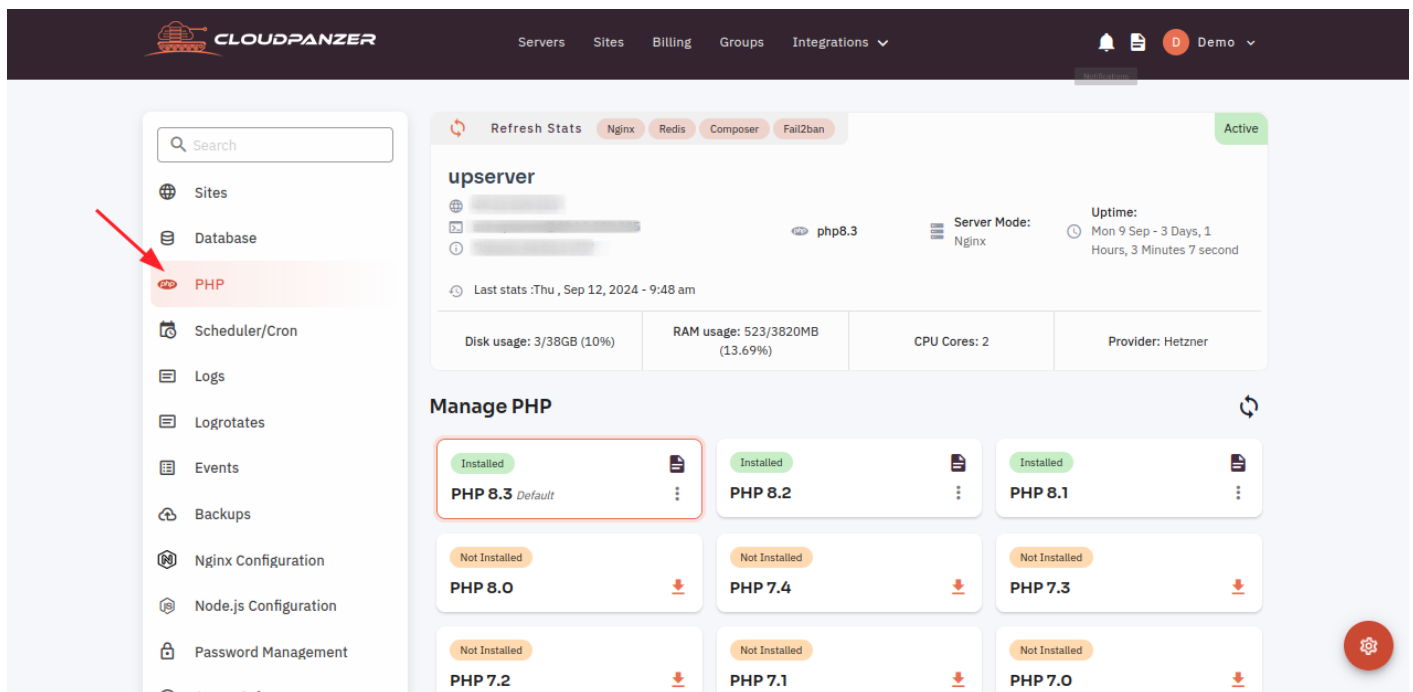 CLOUDPANZER
Servers Sites Billing Groups Integrations
D Demo
Notifications
Search
Sites
Database
php PHP
Scheduler/Cron
Logs
Logrotates
Events
Backups
Nginx Configuration
Node.js Configuration
Password Management
Refresh Stats Nginx Redis Composer Fail2ban Active
upserver
php php8.3
Server Mode:
Nginx
Uptime:
Mon 9 Sep - 3 Days, 1
Hours, 3 Minutes 7 second
Last stats :Thu , Sep 12, 2024 - 9:48 am
Disk usage: 3/38GB (10%)
RAM usage: 523/3820MB
(13.69%)
CPU Cores: 2
Provider: Hetzner
Manage PHP
Installed
PHP 8.3 Default
Installed
PHP 8.2
Installed
PHP 8.1
Not Installed
PHP 8.0
Not Installed
PHP 7.4
Not Installed
PHP 7.3
Not Installed
PHP 7.2
Not Installed
PHP 7.1
Not Installed
PHP 7.0